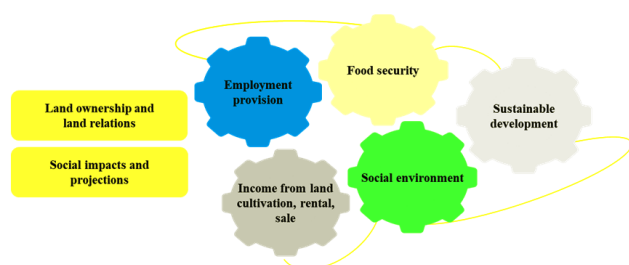 Land ownership and
land relations
Social impacts and
projections
Employment
provision
Food security
Sustainable
development
Income from land
cultivation, rental,
sale
Social environment